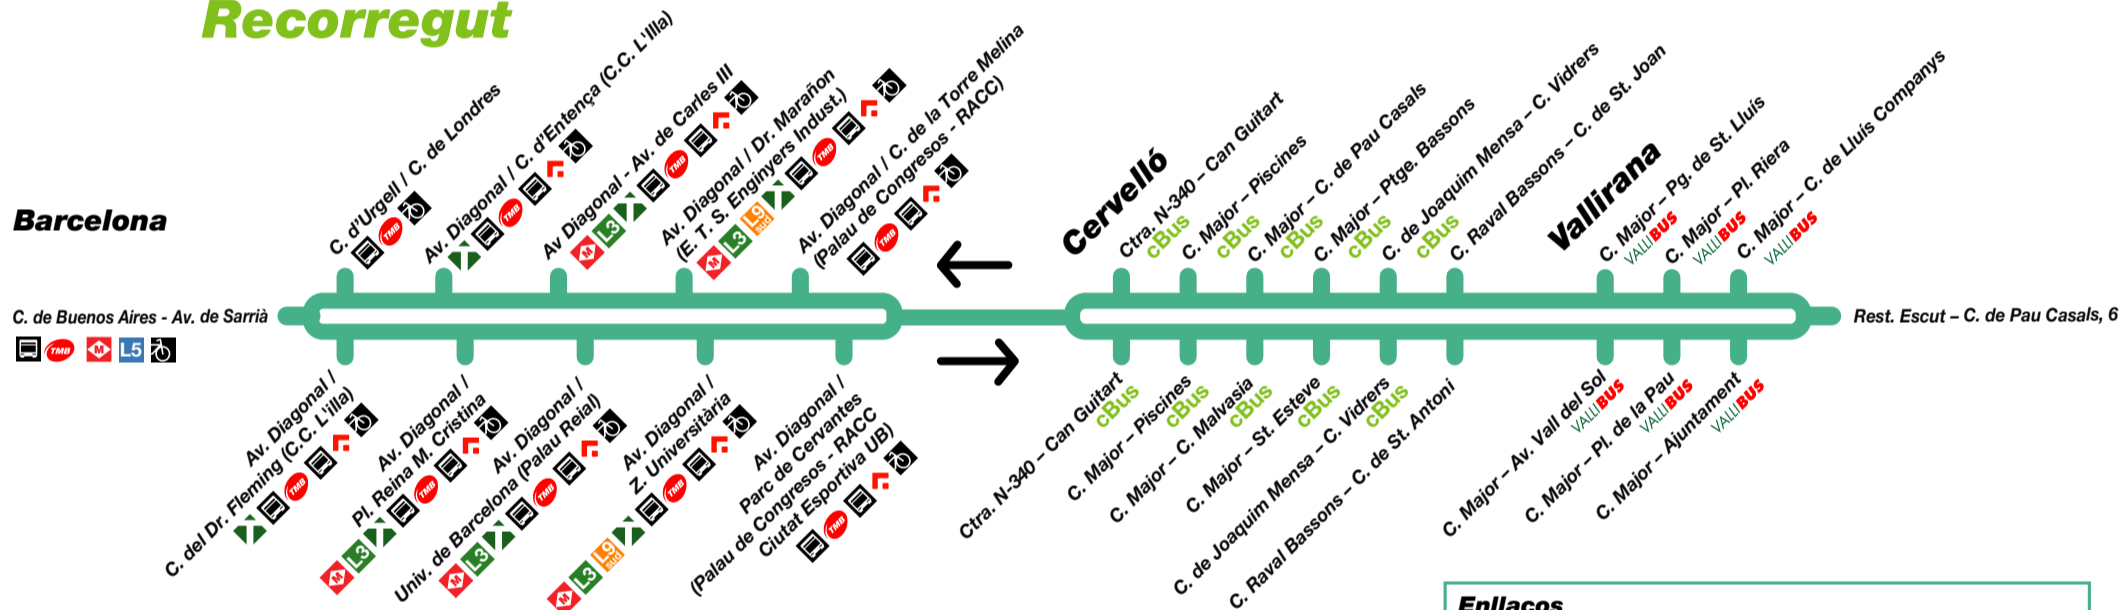 Recorregut
Barcelona
C. de Buenos Aires - Av. de Sarrià
TMB M L5
C. d'Urgell / C. de Londres
TMB
Av. Diagonal / C. d'Entença (C.C. L'Illa)
TMB
Av Diagonal - Av. de Carles III
M L3 TMB
Av. Diagonal / Dr. Marañon
(E. T. S. Enginyers Indust.)
M L3 L9 sud TMB
Av. Diagonal / C. de la Torre Melina
(Palau de Congresos - RACC)
TMB
Cervelló
Ctra. N-340 – Can Guitart
cBus
C. Major – Piscines
cBus
C. Major – C. de Pau Casals
cBus
C. Major – Ptge. Bassons
cBus
C. de Joaquim Mensa – C. Vidrers
cBus
C. Raval Bassons – C. de St. Joan
Vallirana
C. Major – Pg. de St. Lluís
VALLIBUS
C. Major – Pl. Riera
VALLIBUS
C. Major – C. de Lluís Companys
VALLIBUS
Rest. Escut – C. de Pau Casals, 6
Av. Diagonal /
C. del Dr. Fleming (C.C. L'illa)
TMB
Av. Diagonal /
Pl. Reina M. Cristina
M L3 TMB
Av. Diagonal /
Univ. de Barcelona (Palau Reial)
M L3 TMB
Av. Diagonal /
Z. Universitària
M L3 L9 sud TMB
Av. Diagonal /
Parc de Cervantes
(Palau de Congresos - RACC
Ciutat Esportiva UB)
TMB
Ctra. N-340 – Can Guitart
cBus
C. Major – Piscines
cBus
C. Major – C. Malvasia
cBus
C. Major – St. Esteve
cBus
C. de Joaquim Mensa – C. Vidrers
cBus
C. Raval Bassons – C. de St. Antoni
C. Major – Av. Vall del Sol
VALLIBUS
C. Major – Pl. de la Pau
VALLIBUS
C. Major – Ajuntament
VALLIBUS
Enllaços